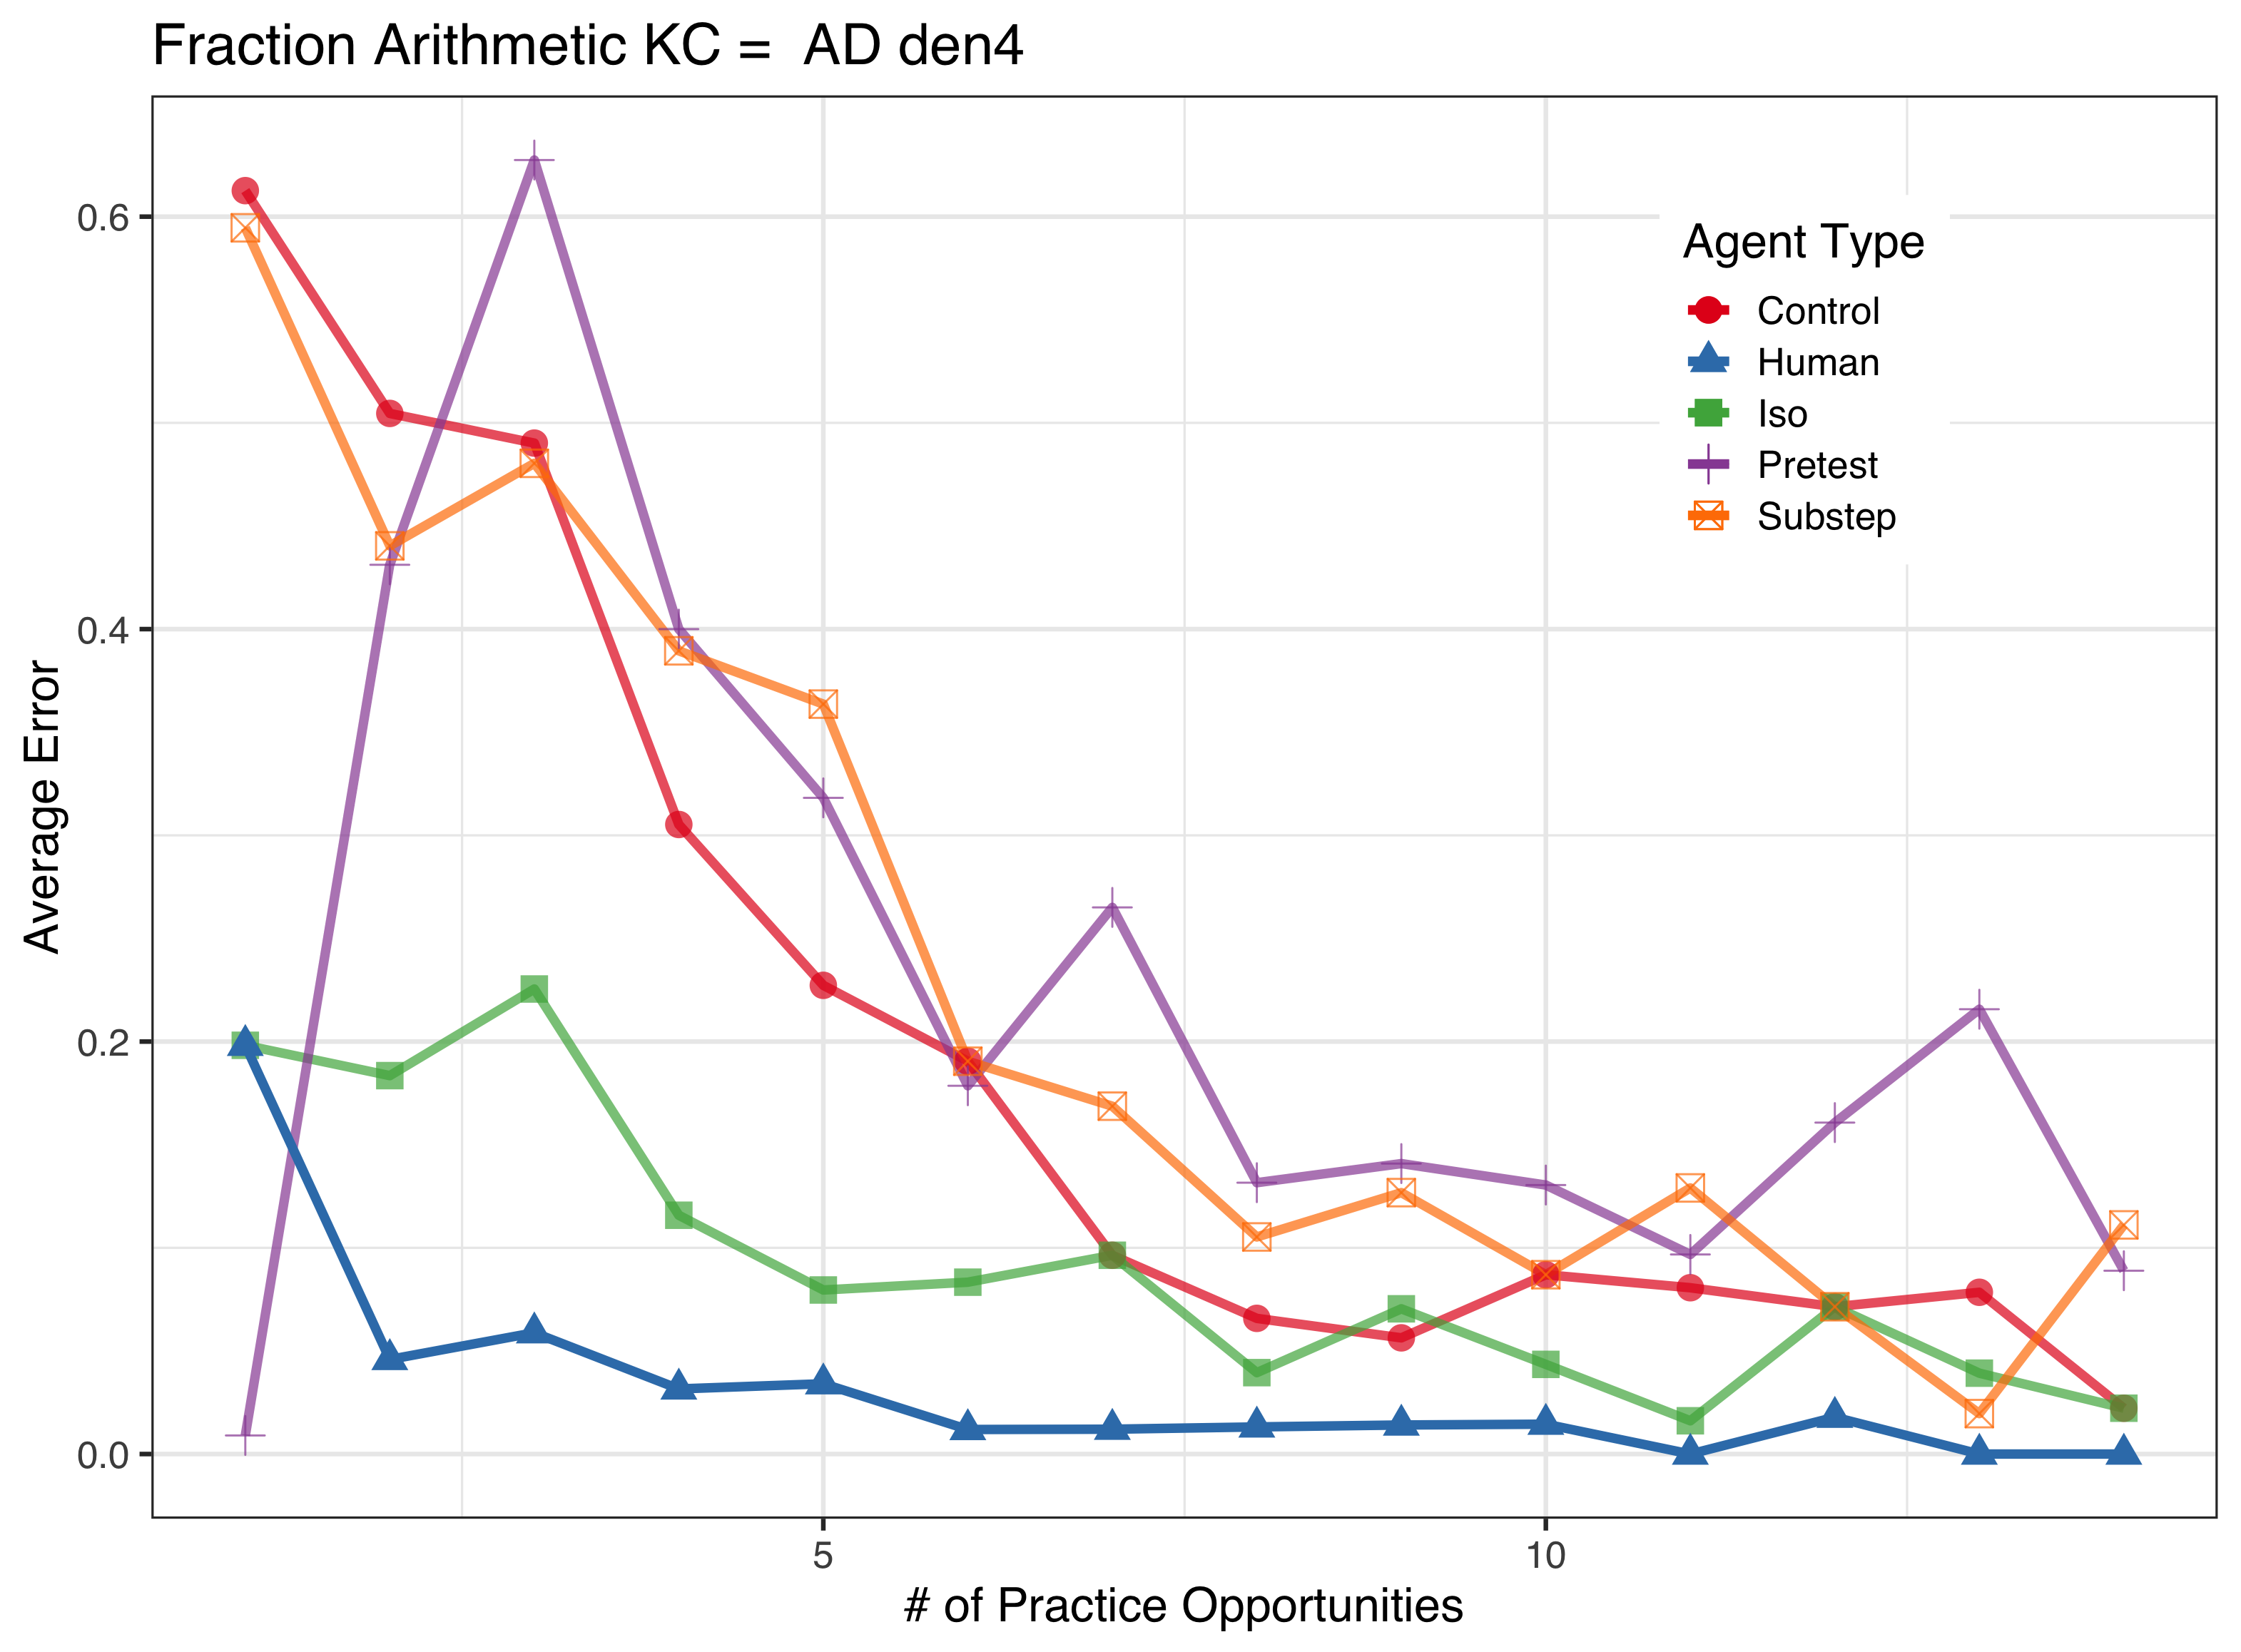 Fraction Arithmetic KC =  AD den4
Average Error
0.6
0.4
0.2
0.0
Agent Type
Control
Human
Iso
Pretest
Substep
5
10
# of Practice Opportunities